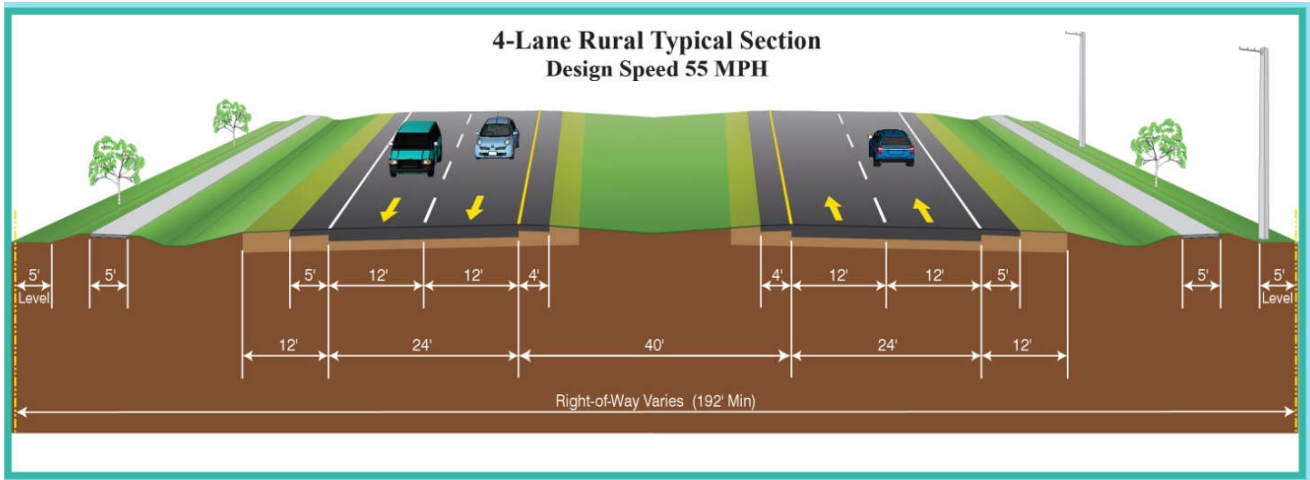 4-Lane Rural Typical Section
Design Speed 55 MPH
5' 5' 5' 12' 12' 4' 4' 12' 12' 5' 5' 5'
Level Level
12' 24' 40' 24' 12'
Right-of-Way Varies (192' Min)